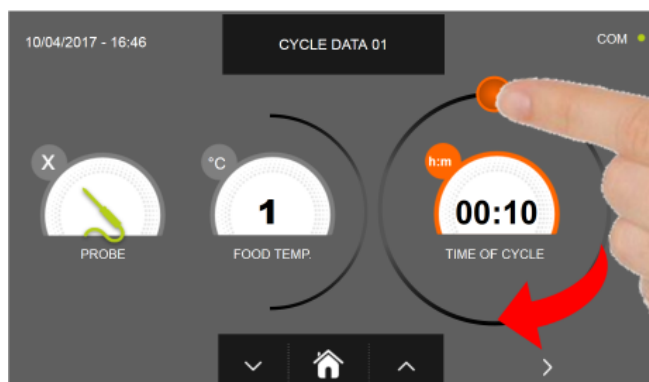 10/04/2017 - 16:46
CYCLE DATA 01
COM
X
°C
h:m
1
00:10
PROBE
FOOD TEMP.
TIME OF CYCLE